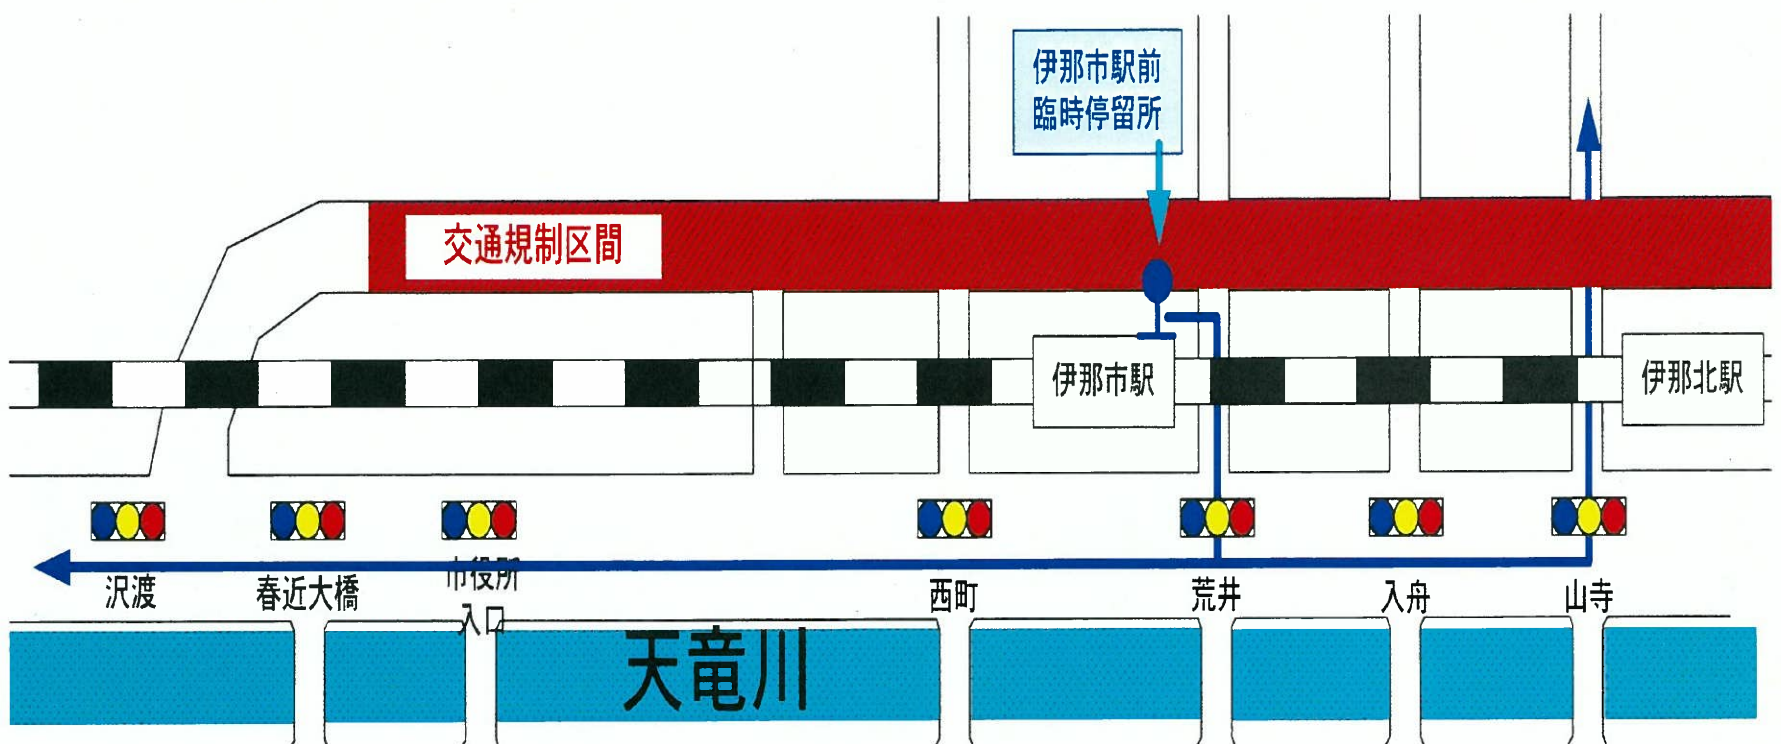 伊那市駅前
臨時停留所
交通規制区間
伊那市駅
伊那北駅
沢渡
春近大橋
市役所
入口
西町
荒井
入舟
山寺
天竜川